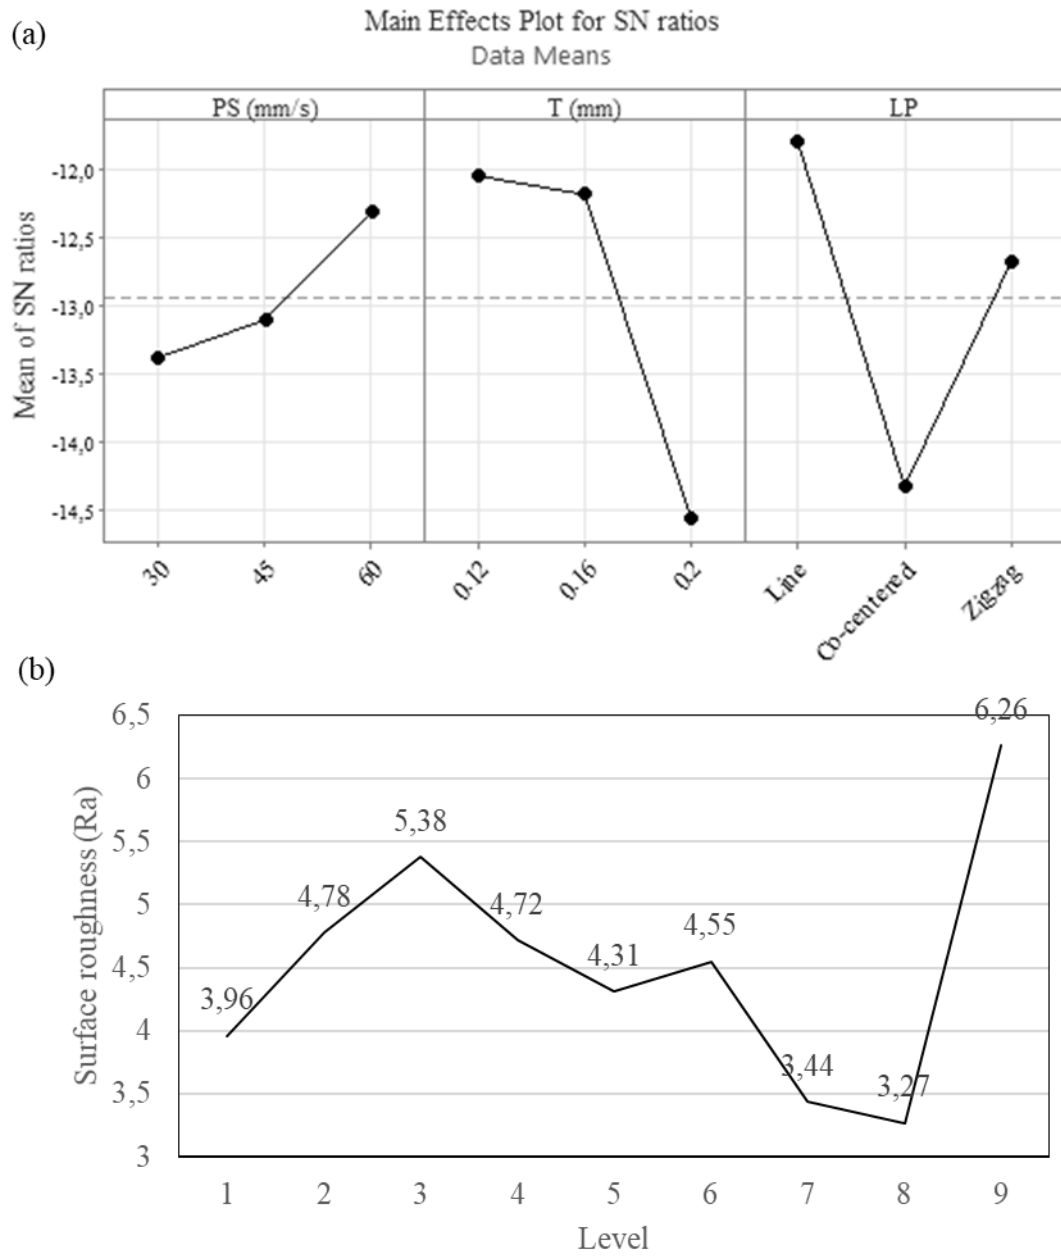 (a)
Main Effects Plot for SN ratios
Data Means
PS (mm/s) T (mm) LP
Mean of SN ratios
-12,0
-12,5
-13,0
-13,5
-14,0
-14,5
30 45 60 0.12 0.16 0.2 Line Co-centered Zigzag
(b)
Surface roughness (Ra)
6,5
6
5,5
5
4,5
4
3,5
3
3,96 4,78 5,38 4,72 4,31 4,55 3,44 3,27 6,26
1 2 3 4 5 6 7 8 9
Level